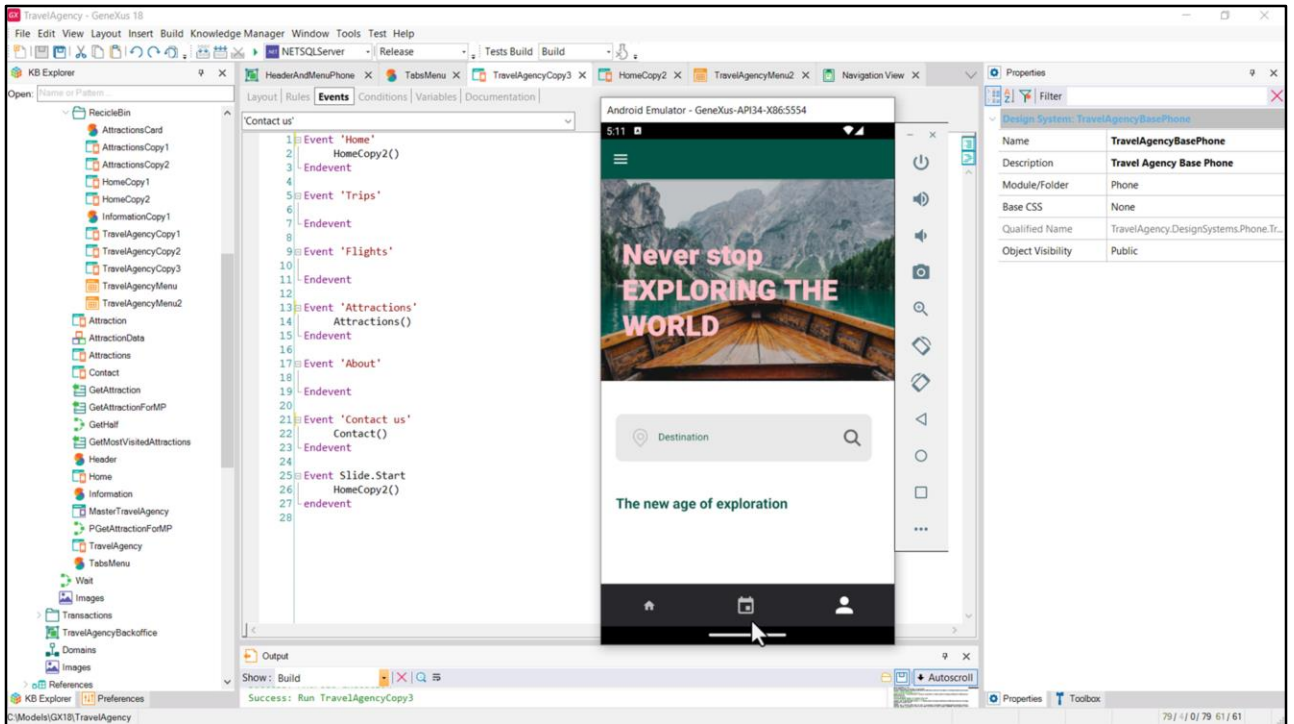 GX TravelAgency - GeneXus 18
File Edit View Layout Insert Build Knowledge Manager Window Tools Test Help
NETSQLServer Release Tests Build Build
KB Explorer
Open: Name or Pattern...
RecicleBin
AttractionsCard
AttractionsCopy1
AttractionsCopy2
HomeCopy1
HomeCopy2
InformationCopy1
TravelAgencyCopy1
TravelAgencyCopy2
TravelAgencyCopy3
TravelAgencyMenu
TravelAgencyMenu2
Attraction
AttractionData
Attractions
Contact
GetAttraction
GetAttractionForMP
GetHalf
GetMostVisitedAttractions
Header
Home
Information
MasterTravelAgency
PGetAttractionForMP
TravelAgency
TabsMenu
Wait
Images
Transactions
TravelAgencyBackoffice
Domains
Images
References
KB Explorer Preferences
HeaderAndMenuPhone TabsMenu TravelAgencyCopy3 HomeCopy2 TravelAgencyMenu2 Navigation View
Layout Rules Events Conditions Variables Documentation
'Contact us'
1 Event 'Home'
2 HomeCopy2()
3 Endevent
4
5 Event 'Trips'
6
7 Endevent
8
9 Event 'Flights'
10
11 Endevent
12
13 Event 'Attractions'
14 Attractions()
15 Endevent
16
17 Event 'About'
18
19 Endevent
20
21 Event 'Contact us'
22 Contact()
23 Endevent
24
25 Event Slide.Start
26 HomeCopy2()
27 endevent
28
Android Emulator - GeneXus-API34-X86:5554
5:11
Never stop
EXPLORING THE
WORLD
Destination
The new age of exploration
Output
Show: Build
Autoscroll
Success: Run TravelAgencyCopy3
Properties
Filter
Design System: TravelAgencyBasePhone
Name TravelAgencyBasePhone
Description Travel Agency Base Phone
Module/Folder Phone
Base CSS None
Qualified Name TravelAgency.DesignSystems.Phone.Tr...
Object Visibility Public
Properties Toolbox
C:\Models\GX18\TravelAgency
79 / 4/ 0/ 79 61 / 61